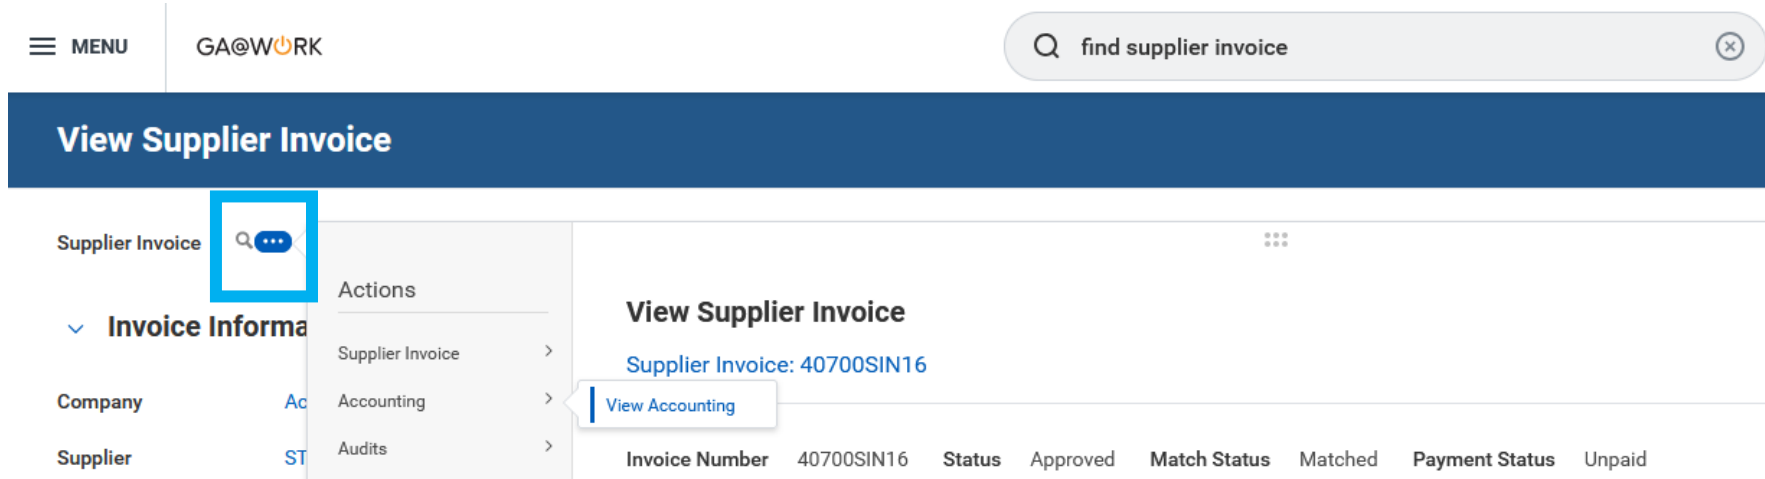 MENU
GA@WORK
find supplier invoice
View Supplier Invoice
Supplier Invoice
Actions
View Supplier Invoice
Invoice Informa
Supplier Invoice
Supplier Invoice: 40700SIN16
Company
Ac
Accounting
View Accounting
Supplier
ST
Audits
Invoice Number 40700SIN16 Status Approved Match Status Matched Payment Status Unpaid